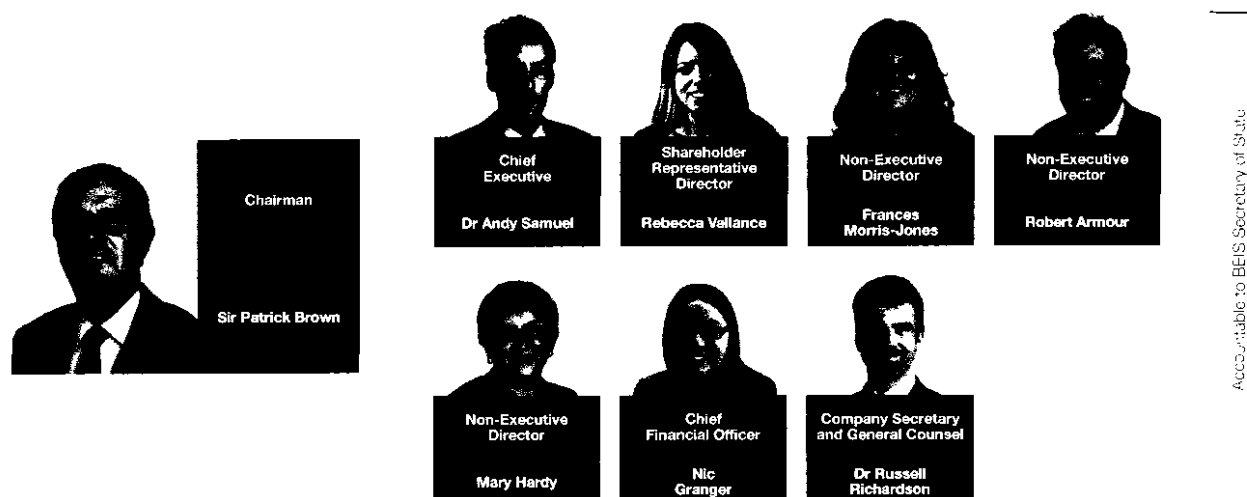 Chairman
Sir Patrick Brown
Chief
Executive
Dr Andy Samuel
Shareholder
Representative
Director
Rebecca Vallance
Non-Executive
Director
Frances
Morris-Jones
Non-Executive
Director
Robert Armour
Non-Executive
Director
Mary Hardy
Chief
Financial Officer
Nic
Granger
Company Secretary
and General Counsel
Dr Russell
Richardson
Accountable to BEIS Secretary of State